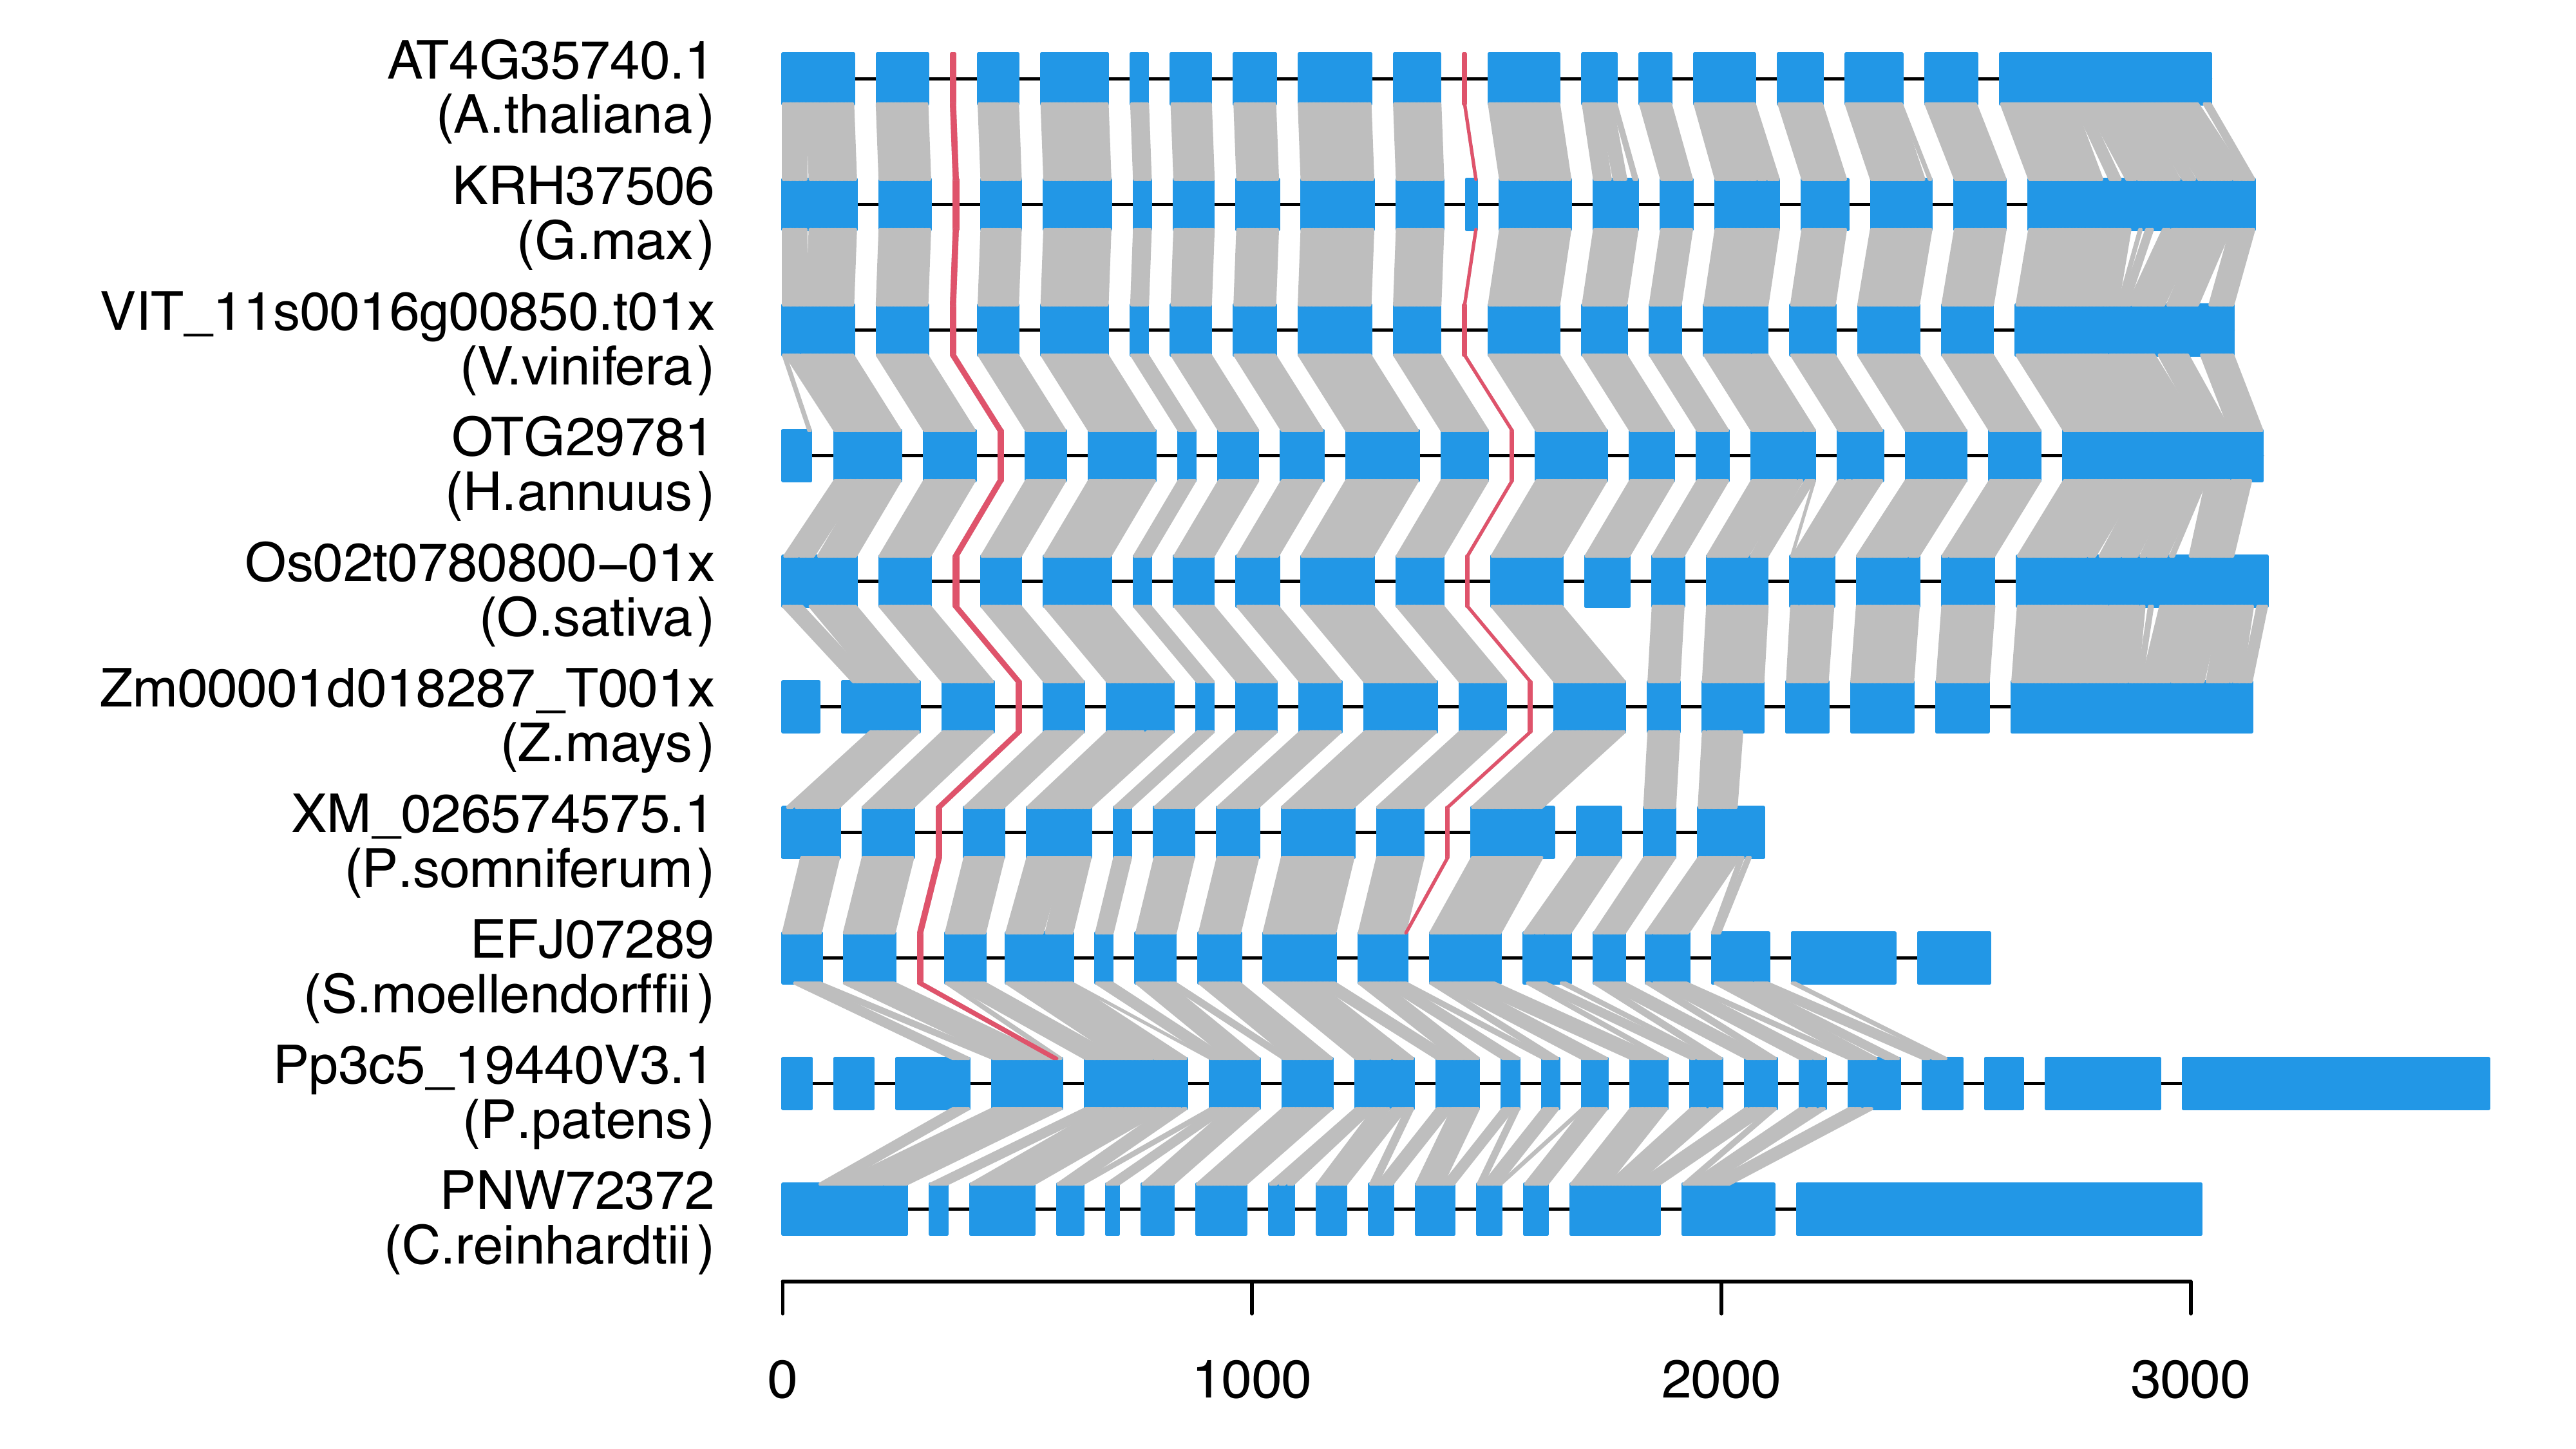 AT4G35740.1
(A.thaliana)
KRH37506
(G.max)
VIT_11s0016g00850.t01x
(V.vinifera)
OTG29781
(H.annuus)
Os02t0780800−01x
(O.sativa)
Zm00001d018287_T001x
(Z.mays)
XM_026574575.1
(P.somniferum)
EFJ07289
(S.moellendorffii)
Pp3c5_19440V3.1
(P.patens)
PNW72372
(C.reinhardtii)
0 1000 2000 3000